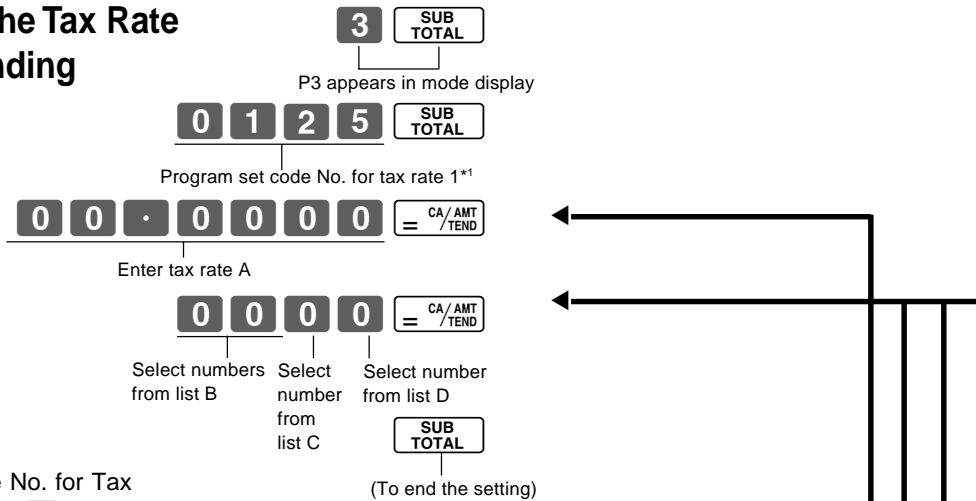 he Tax Rate
nding
3 SUB TOTAL
P3 appears in mode display
0 1 2 5 SUB TOTAL
Program set code No. for tax rate 1*1
0 0 · 0 0 0 0 = CA/AMT/TEND
Enter tax rate A
0 0 0 0 = CA/AMT/TEND
Select numbers from list B
Select number from list C
Select number from list D
SUB TOTAL
(To end the setting)
e No. for Tax